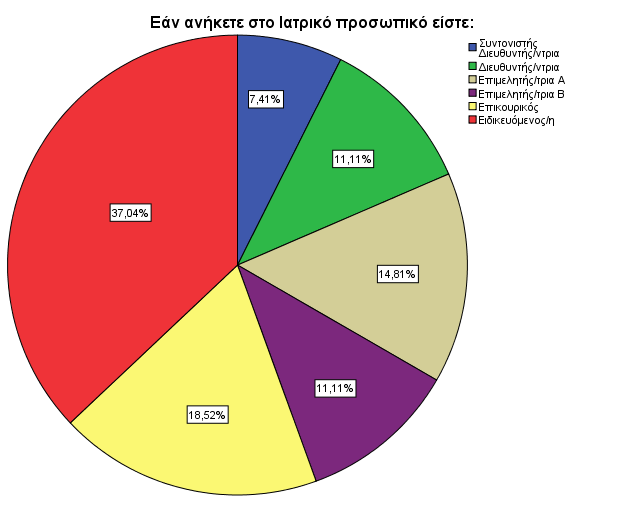 Εάν ανήκετε στο Ιατρικό προσωπικό είστε:
Συντονιστής
Διευθυντής/ντρια
Διευθυντής/ντρια
Επιμελητής/τρια Α
Επιμελητής/τρια Β
Επικουρικός
Ειδικευόμενος/η
7,41%
11,11%
37,04%
14,81%
11,11%
18,52%